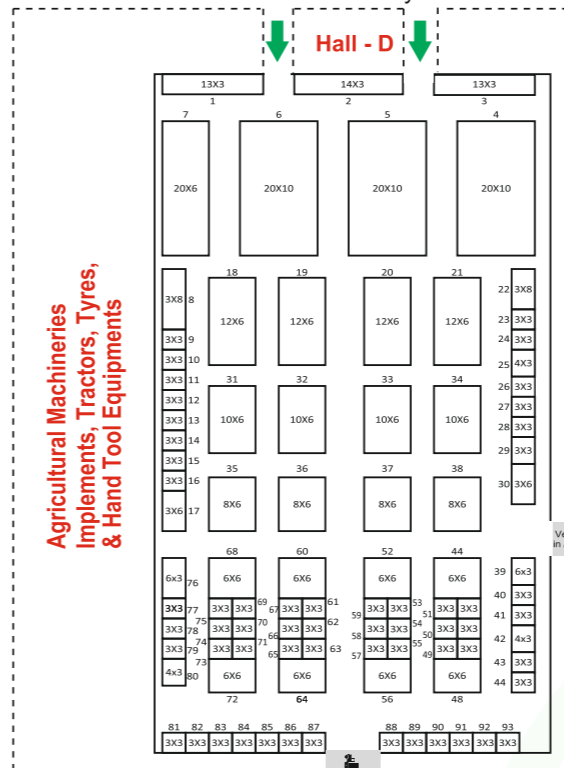 Hall - D
13X3 14X3 13X3
1 2 3
7 6 5 4
20X6 20X10 20X10 20X10
Agricultural Machineries
Implements, Tractors, Tyres,
& Hand Tool Equipments
18 19 20 21
12X6 12X6 12X6 12X6
31 32 33 34
10X6 10X6 10X6 10X6
35 36 37 38
8X6 8X6 8X6 8X6
3X8 8
3X3 9
3X3 10
3X3 11
3X3 12
3X3 13
3X3 14
3X3 15
3X3 16
3X6 17
22 3X8
23 3X3
24 3X3
25 4X3
26 3X3
27 3X3
28 3X3
29 3X3
30 3X6
68 60 52 44
6X6 6X6 6X6 6X6
3X3 3X3 69 67 3X3 3X3 61 59 3X3 3X3 53 51 3X3 3X3
75 3X3 3X3 70 66 3X3 3X3 62 58 3X3 3X3 54 50 3X3 3X3
74 3X3 3X3 71 65 3X3 3X3 63 57 3X3 3X3 55 49 3X3 3X3
73 6X6 6X6 6X6 6X6
72 64 56 48
6x3 76
3X3 77
3X3 78
3X3 79
4x3 80
39 6x3
40 3X3
41 3X3
42 4x3
43 3X3
44 3X3
81 82 83 84 85 86 87
3X3 3X3 3X3 3X3 3X3 3X3 3X3
88 89 90 91 92 93
3X3 3X3 3X3 3X3 3X3 3X3